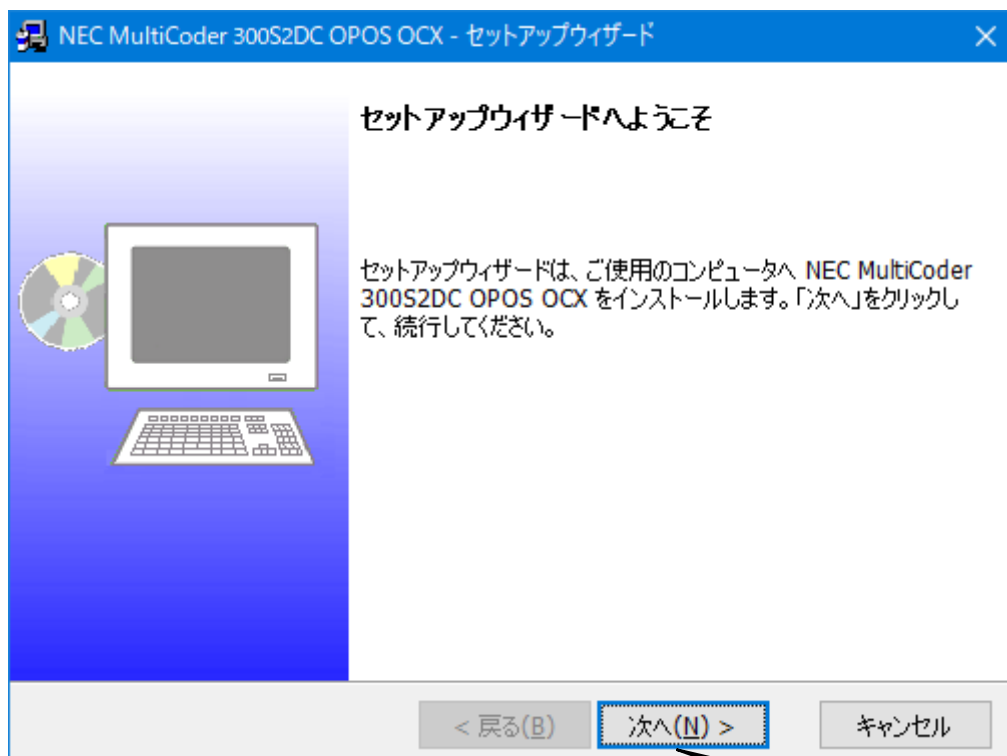 NEC MultiCoder 300S2DC OPOS OCX - セットアップウィザード
セットアップウィザードへようこそ
セットアップウィザードは、ご使用のコンピュータへ NEC MultiCoder
300S2DC OPOS OCX をインストールします。「次へ」をクリックし
て、続行してください。
< 戻る(B)
次へ(N) >
キャンセル